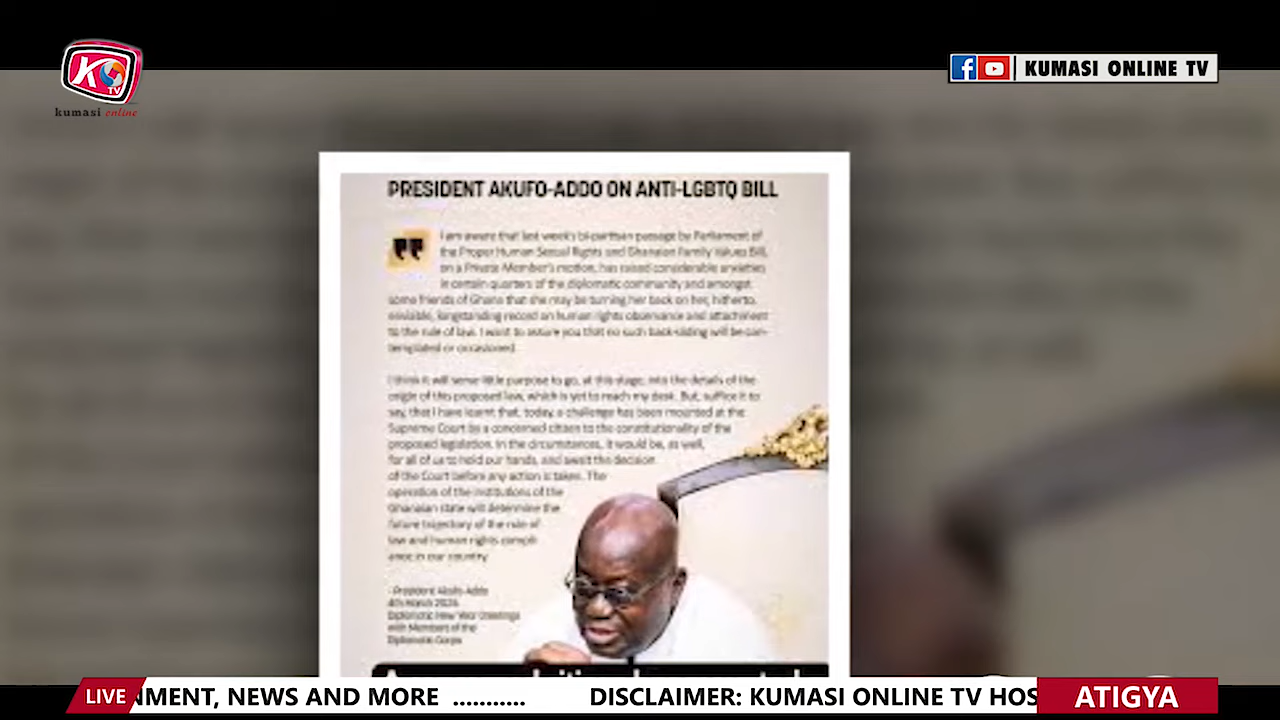 K
TV
kumasi online
KUMASI ONLINE TV
PRESIDENT AKUFO-ADDO ON ANTI-LGBTQ BILL
I am aware that last week's bi-partisan passage by Parliament of
the Proper Human Sexual Rights and Ghanaian Family Values Bill,
on a Private Member's motion, has raised considerable anxieties
in certain quarters of the diplomatic community and amongst
some friends of Ghana that she may be turning her back on her, hitherto,
enviable, longstanding record on human rights observance and attachment
to the rule of law. I want to assure you that no such back-sliding will be con-
templated or occasioned.
I think it will serve little purpose to go, at this stage, into the details of the
origin of this proposed law, which is yet to reach my desk. But, suffice it to
say, that I have learnt that, today, a challenge has been mounted at the
Supreme Court by a concerned citizen to the constitutionality of the
proposed legislation. In the circumstances, it would be, as well,
for all of us to hold our hands, and await the decision
of the Court before any action is taken. The
operation of the institutions of the
Ghanaian state will determine the
future trajectory of the rule of
law and human rights compli-
ance in our country.
- President Akufo-Addo
4th March 2024
Diplomatic New Year Greetings
with Members of the
Diplomatic Corps
LIVE
NMENT, NEWS AND MORE ........... DISCLAIMER: KUMASI ONLINE TV HOS
ATIGYA